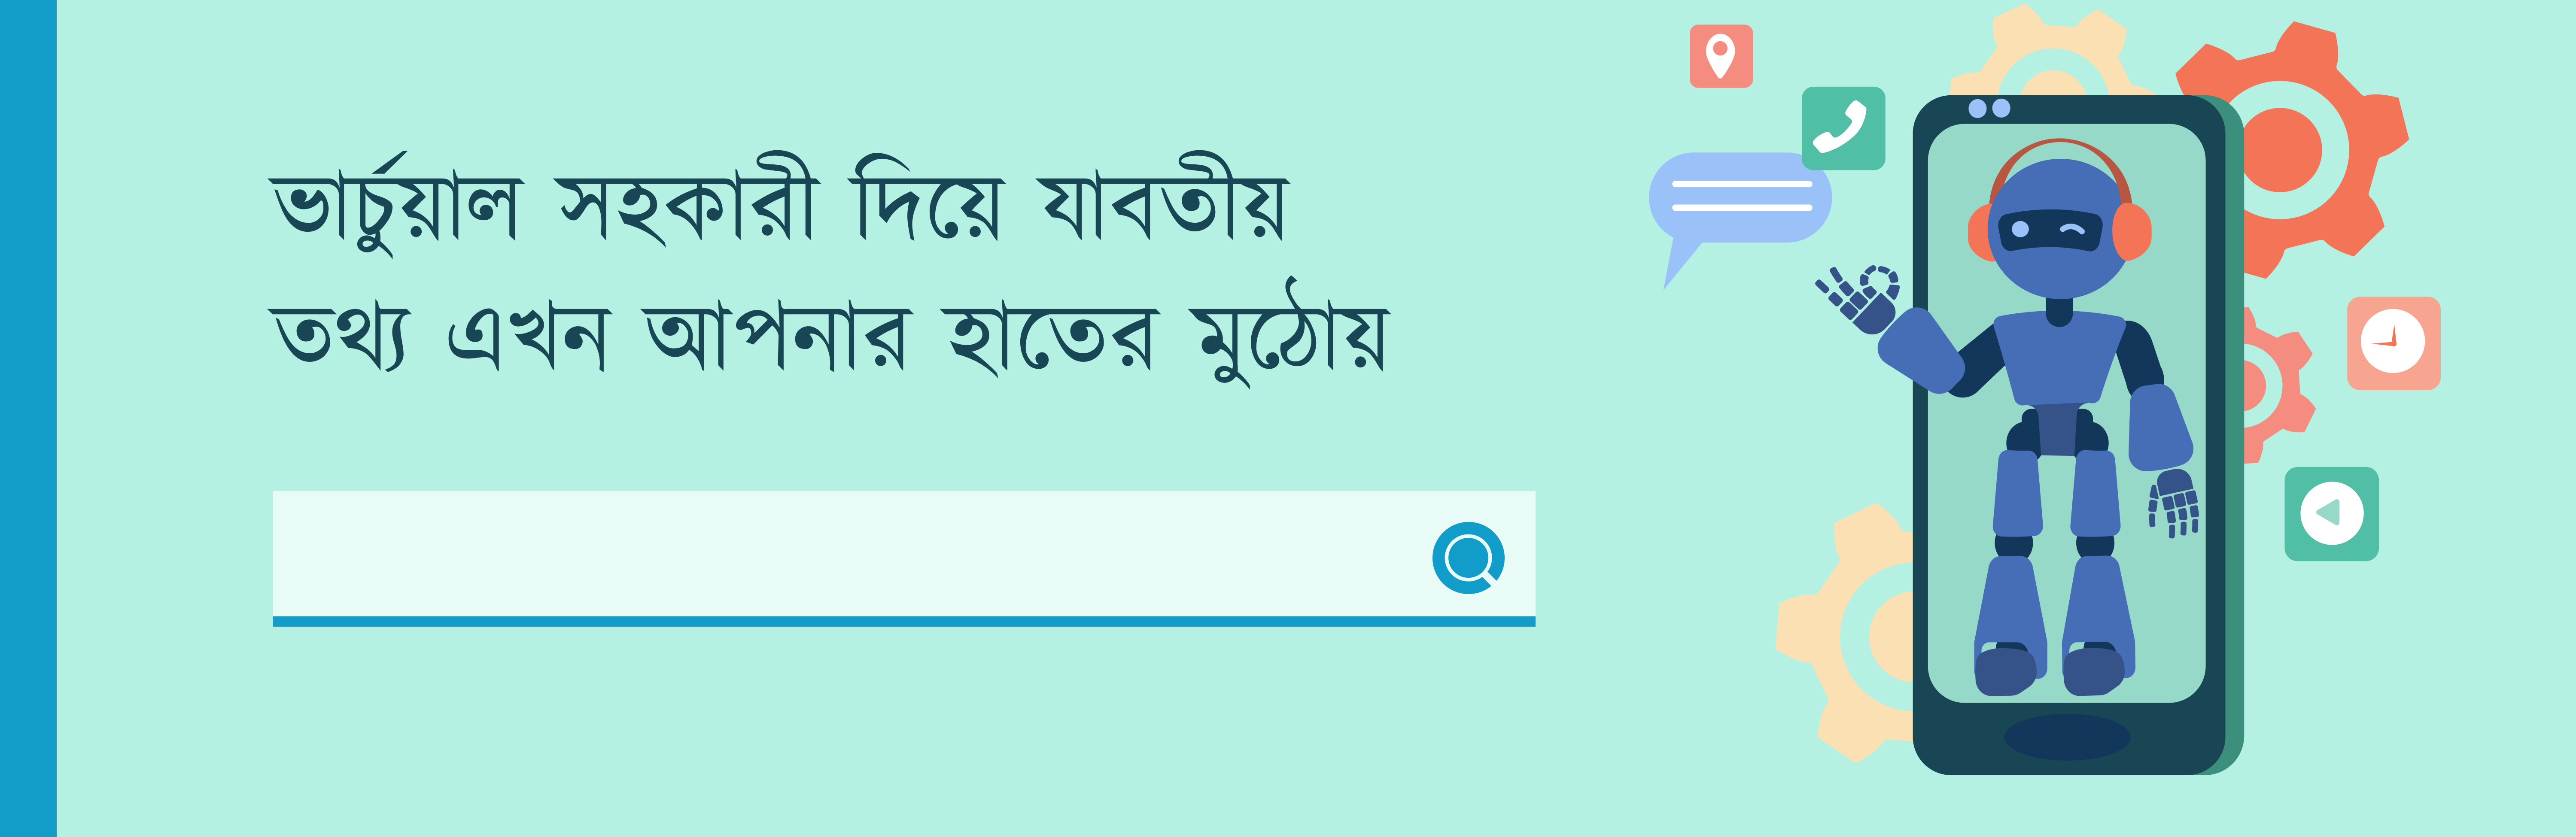 ভার্চুয়াল সহকারী দিয়ে যাবতীয়
তথ্য এখন আপনার হাতের মুঠোয়